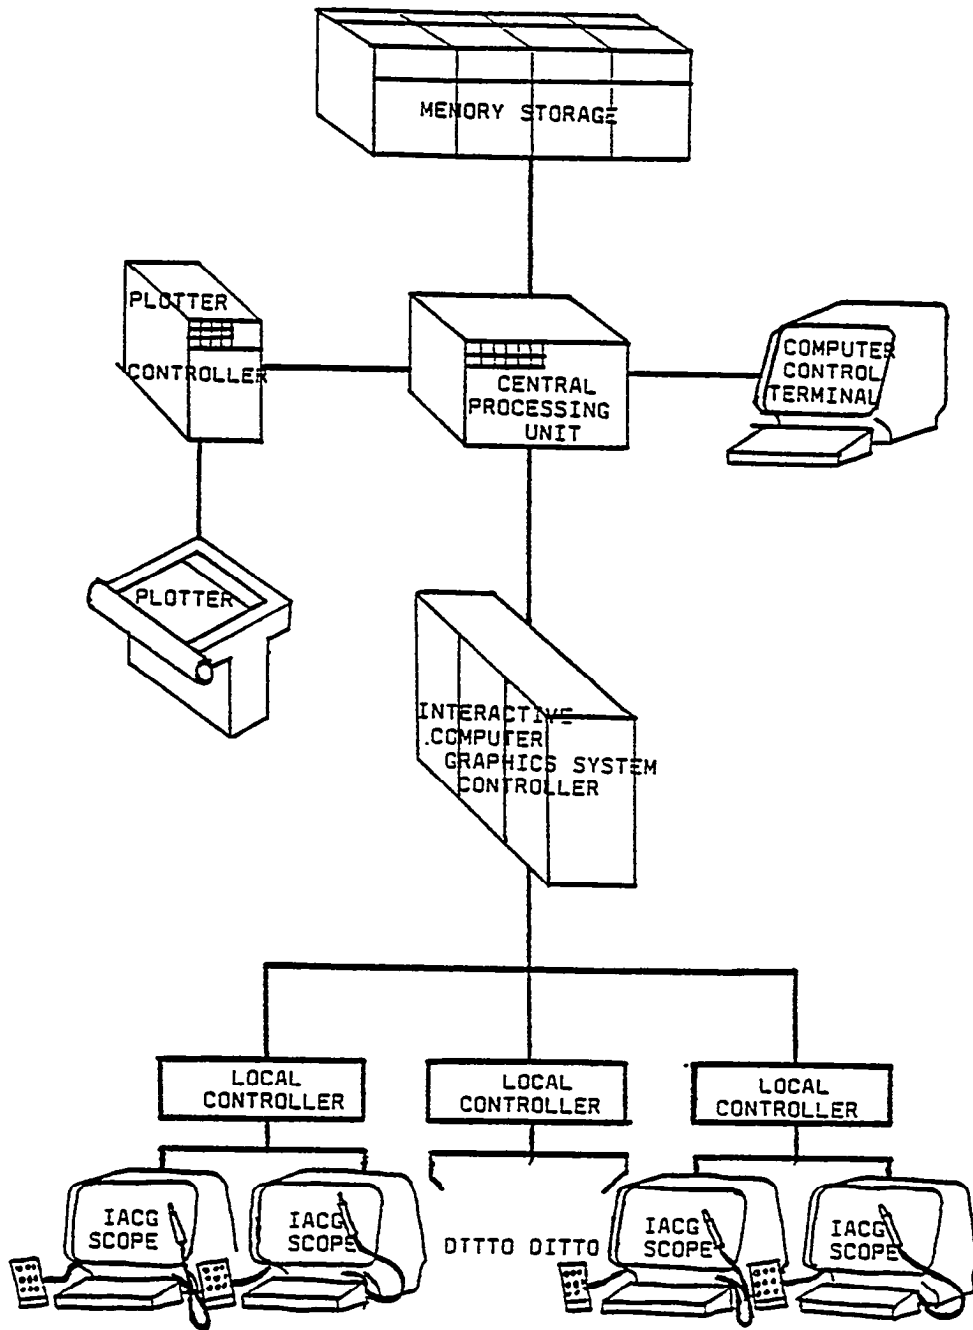 MEMORY STORAGE
PLOTTER
CONTROLLER
CENTRAL
PROCESSING
UNIT
COMPUTER
CONTROL
TERMINAL
PLOTTER
INTERACTIVE
COMPUTER
GRAPHICS SYSTEM
CONTROLLER
LOCAL
CONTROLLER
LOCAL
CONTROLLER
LOCAL
CONTROLLER
IACG
SCOPE
IACG
SCOPE
DITTO DITTO
IACG
SCOPE
IACG
SCOPE